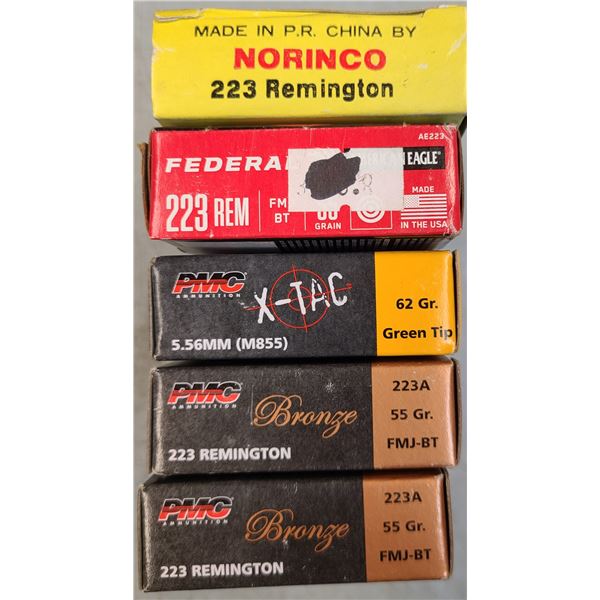 MADE IN P.R. CHINA BY
NORINCO
223 Remington
AE223
FEDERAL
EAGLE
223 REM
FM
BT
GRAIN
MADE
IN THE USA
PMC
AMMUNITION
X-TAC
5.56MM (M855)
62 Gr.
Green Tip
PMC
AMMUNITION
Bronze
223 REMINGTON
223A
55 Gr.
FMJ-BT
PMC
AMMUNITION
Bronze
223 REMINGTON
223A
55 Gr.
FMJ-BT